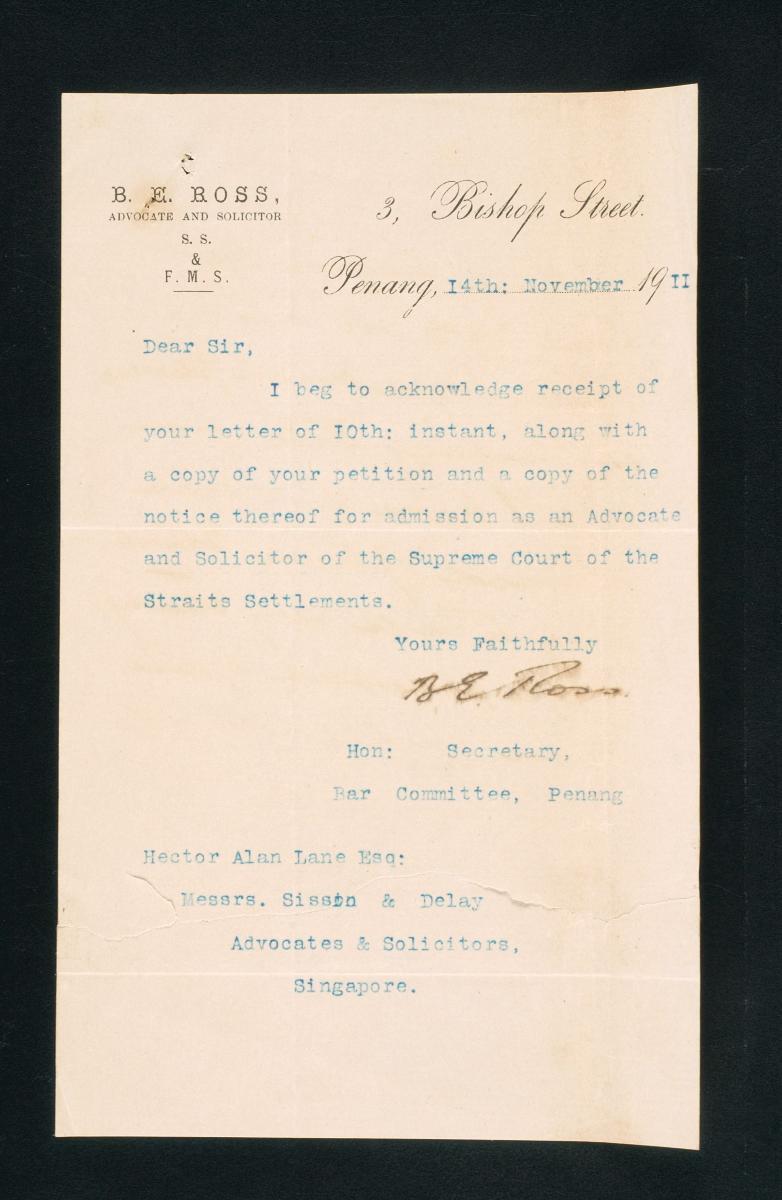 B. E. ROSS,
ADVOCATE AND SOLICITOR
S. S.
&
F. M. S.
3, Bishop Street.
Penang, 14th: November 1911
Dear Sir,
I beg to acknowledge receipt of
your letter of 10th: instant, along with
a copy of your petition and a copy of the
notice thereof for admission as an Advocate
and Solicitor of the Supreme Court of the
Straits Settlements.
Yours Faithfully
B E. Ross.
Hon: Secretary,
Bar Committee, Penang
Hector Alan Lane Esq:
Messrs. Sisson & Delay
Advocates & Solicitors,
Singapore.